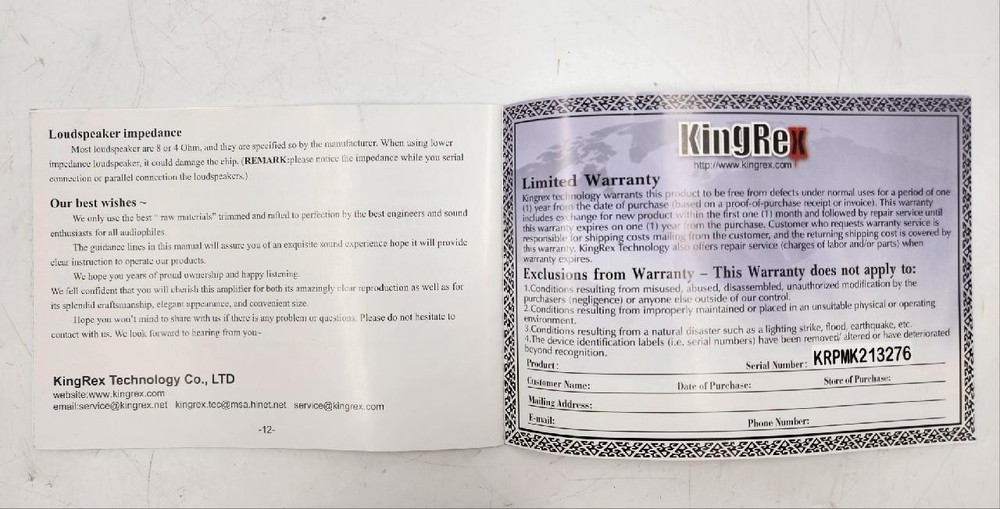 Loudspeaker impedance
Most loudspeaker are 8 or 4 Ohm, and they are specified so by the manufacturer. When using lower
impedance loudspeaker, it could damage the chip. (REMARK:please notice the impedance while you serial
connection or parallel connection the loudspeakers.)
Our best wishes ~
We only use the best " raw materials" trimmed and rafted to perfection by the best engineers and sound
enthusiasts for all audiophiles.
The guidance lines in this manual will assure you of an exquisite sound experience hope it will provide
clear instruction to operate our products.
We hope you years of proud ownership and happy listening.
We fell confident that you will cherish this amplifier for both its amazingly clear reproduction as well as for
its splendid craftsmanship, elegant appearance, and convenient size.
Hope you won't mind to share with us if there is any problem or questions. Please do not hesitate to
contact with us. We look forward to hearing from you~
KingRex Technology Co., LTD
website:www.kingrex.com
email:service@kingrex.net kingrex.tec@msa.hinet.net service@kingrex.com
-12-
KingRex
http://www.kingrex.com
Limited Warranty
Kingrex technology warrants this product to be free from defects under normal uses for a period of one
(1) year from the date of purchase (based on a proof-of-purchase receipt or invoice). This warranty
includes exchange for new product within the first one (1) month and followed by repair service until
this warranty expires on one (1) year from the purchase. Customer who requests warranty service is
responsible for shipping costs mailing from the customer, and the returning shipping cost is covered by
this warranty. KingRex Technology also offers repair service (charges of labor and/or parts) when
warranty expires.
Exclusions from Warranty – This Warranty does not apply to:
1.Conditions resulting from misused, abused, disassembled, unauthorized modification by the
purchasers (negligence) or anyone else outside of our control.
2.Conditions resulting from improperly maintained or placed in an unsuitable physical or operating
environment.
3.Conditions resulting from a natural disaster such as a lighting strike, flood, earthquake, etc.
4.The device identification labels (i.e. serial numbers) have been removed/ altered or have deteriorated
beyond recognition.
Product: Serial Number: KRPMK213276
Customer Name: Date of Purchase: Store of Purchase:
Mailing Address:
E-mail: Phone Number: